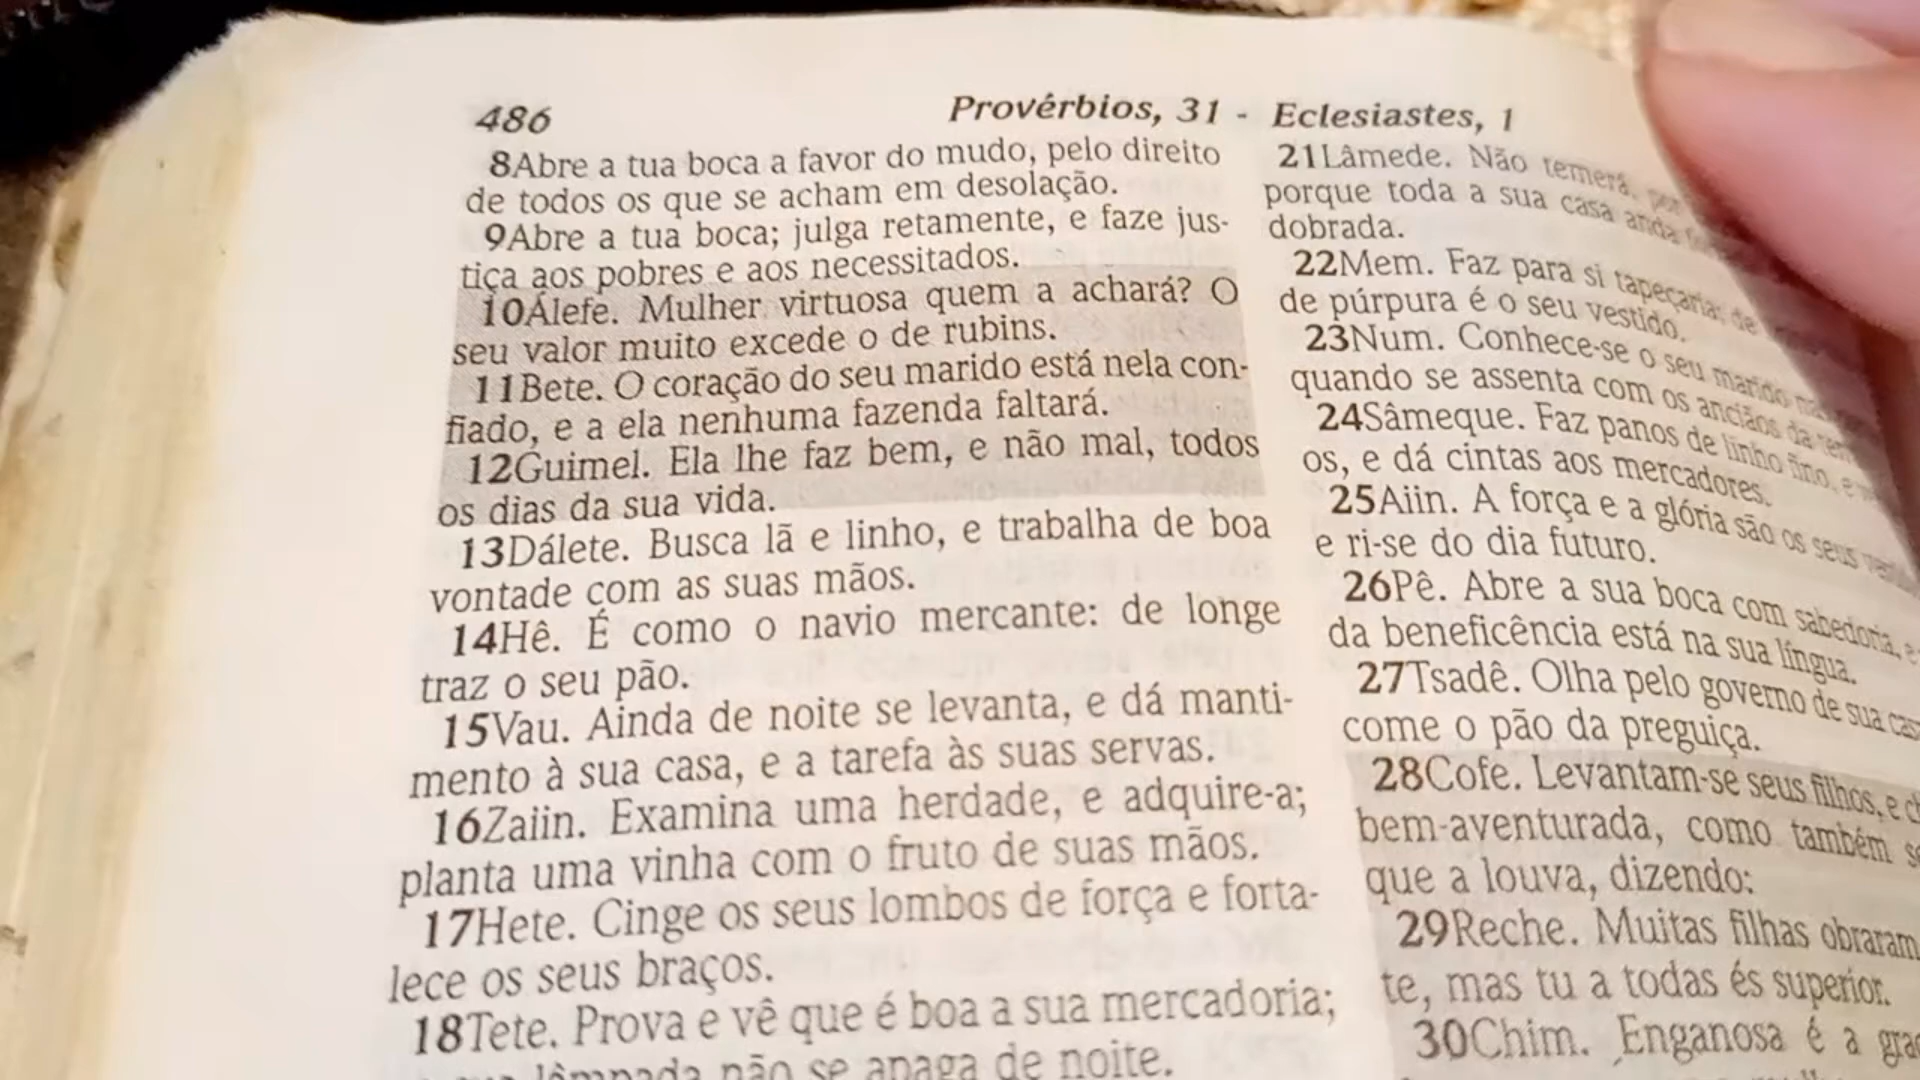 486
Provérbios, 31 - Eclesiastes, 1
8Abre a tua boca a favor do mudo, pelo direito
de todos os que se acham em desolação.
9Abre a tua boca; julga retamente, e faze jus-
tiça aos pobres e aos necessitados.
10Álefe. Mulher virtuosa quem a achará? O
seu valor muito excede o de rubins.
11Bete. O coração do seu marido está nela con-
fiado, e a ela nenhuma fazenda faltará.
12Guimel. Ela lhe faz bem, e não mal, todos
os dias da sua vida.
13Dálete. Busca lã e linho, e trabalha de boa
vontade com as suas mãos.
14Hê. É como o navio mercante: de longe
traz o seu pão.
15Vau. Ainda de noite se levanta, e dá manti-
mento à sua casa, e a tarefa às suas servas.
16Zaiin. Examina uma herdade, e adquire-a;
planta uma vinha com o fruto de suas mãos.
17Hete. Cinge os seus lombos de força e forta-
lece os seus braços.
18Tete. Prova e vê que é boa a sua mercadoria;
lâmpada não se apaga de noite.
21Lâmede. Não temerá, por
porque toda a sua casa anda
dobrada.
22Mem. Faz para si tapeçaria; de
de púrpura é o seu vestido.
23Num. Conhece-se o seu marido
quando se assenta com os anciãos da
24Sâmeque. Faz panos de linho fino, e
os, e dá cintas aos mercadores.
25Aiin. A força e a glória são os seus
e ri-se do dia futuro.
26Pê. Abre a sua boca com sabedoria,
da beneficência está na sua língua.
27Tsadê. Olha pelo governo de sua
come o pão da preguiça.
28Cofe. Levantam-se seus filhos, e
bem-aventurada, como também
que a louva, dizendo:
29Reche. Muitas filhas obraram
te, mas tu a todas és superior.
30Chim. Enganosa é a